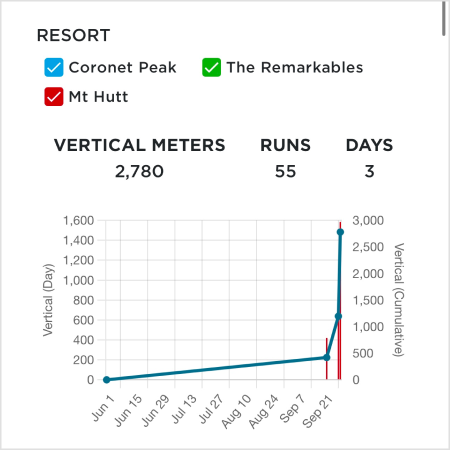 RESORT
Coronet Peak The Remarkables
Mt Hutt
VERTICAL METERS RUNS DAYS
2,780 55 3
1,600 3,000
1,400 2,500
1,200
1,000 2,000
800 1,500
600 1,000
400 500
200
0 0
Vertical (Day)
Vertical (Cumulative)
Jun 1 Jun 15 Jun 29 Jul 13 Jul 27 Aug 10 Aug 24 Sep 7 Sep 21